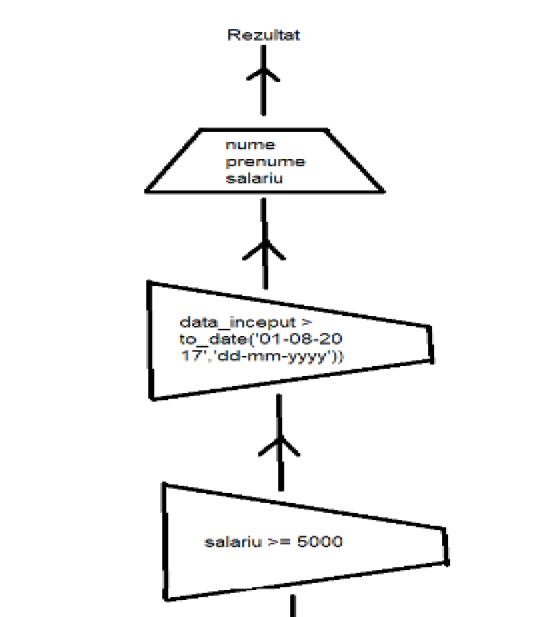 Rezultat
nume
prenume
salariu
data_inceput >
to_date('01-08-20
17','dd-mm-yyyy'))
salariu >= 5000